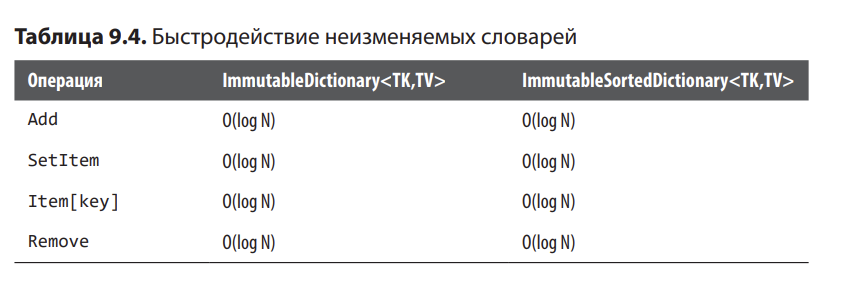 Таблица 9.4. Быстродействие неизменяемых словарей
Операция ImmutableDictionary<TK,TV> ImmutableSortedDictionary<TK,TV>
Add O(log N) O(log N)
SetItem O(log N) O(log N)
Item[key] O(log N) O(log N)
Remove O(log N) O(log N)